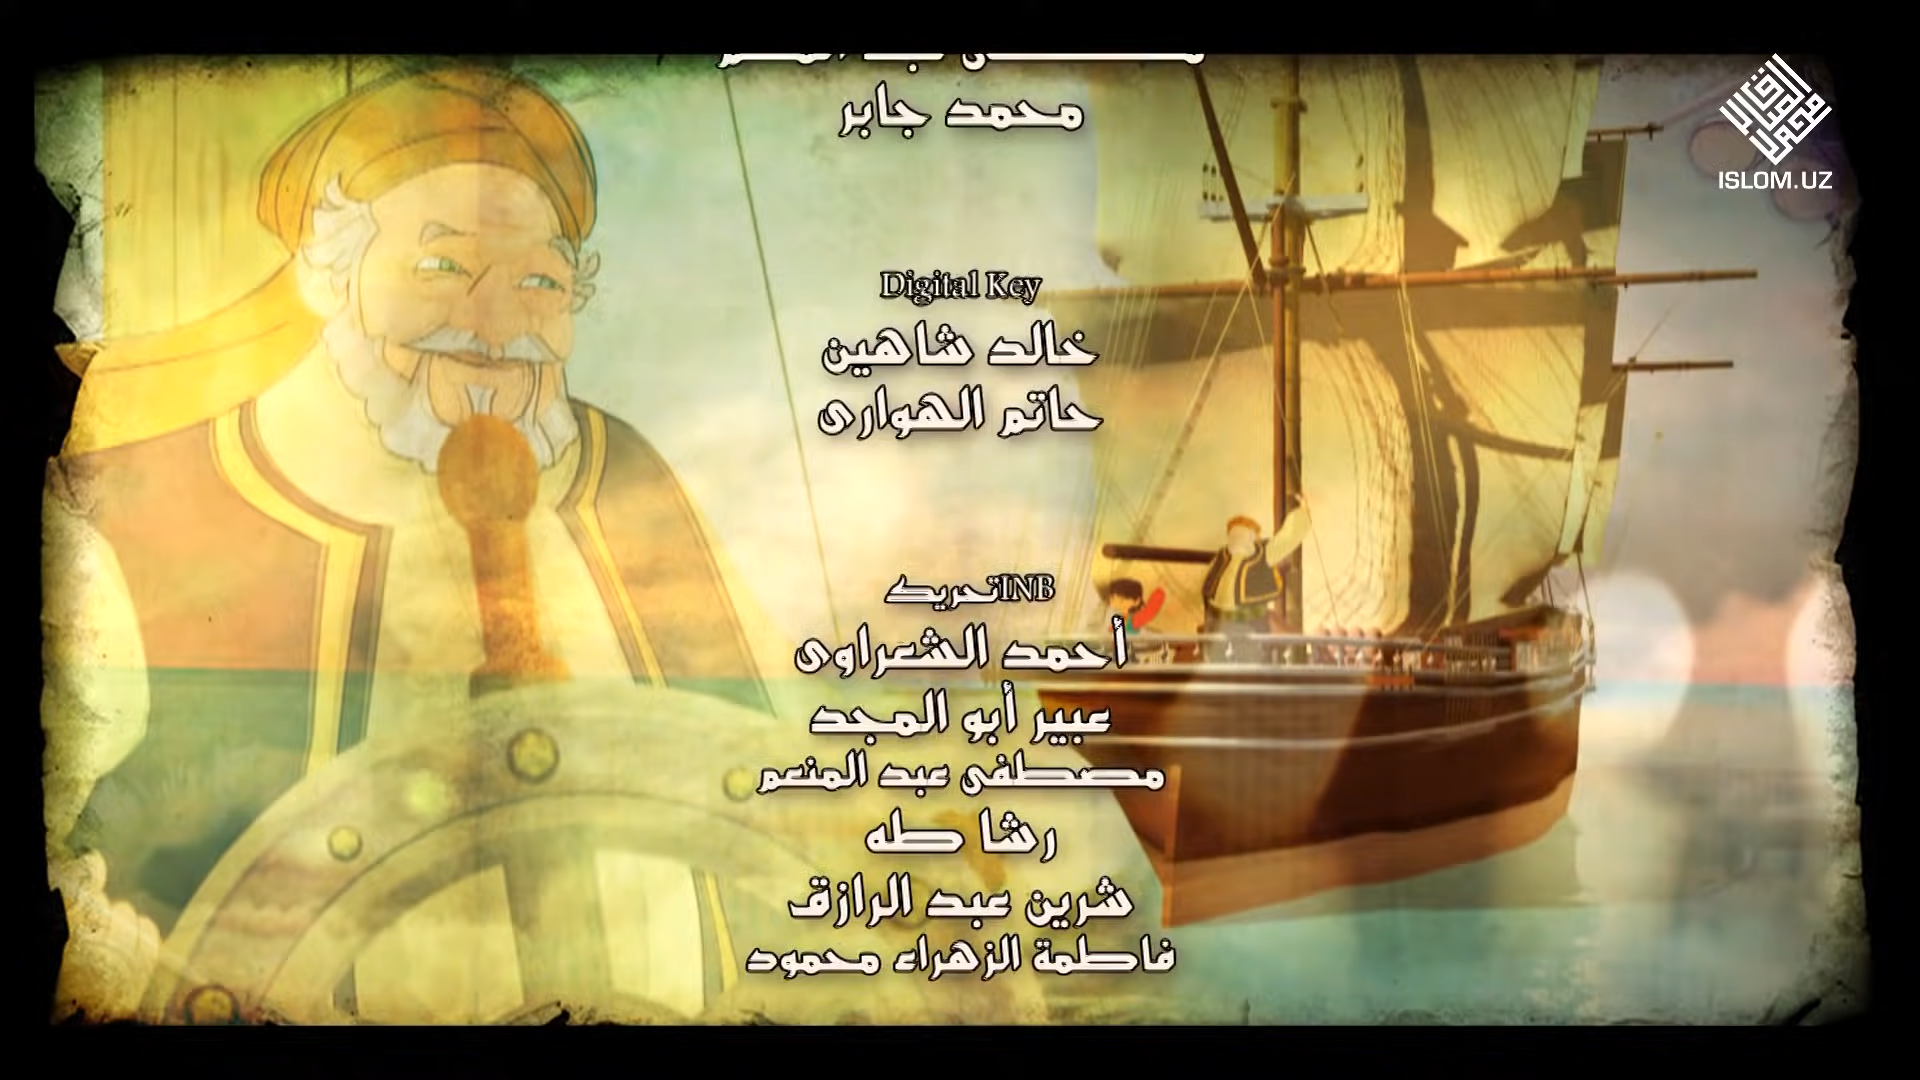 محمد جابر
ISLOM.UZ
Digital Key
خالد شاهين
حاتم الهوارى
INBتحريك
أحمد الشعراوى
عبير أبو المجد
مصطفى عبد المنعم
رشا طه
شرين عبد الرازق
فاطمة الزهراء محمود